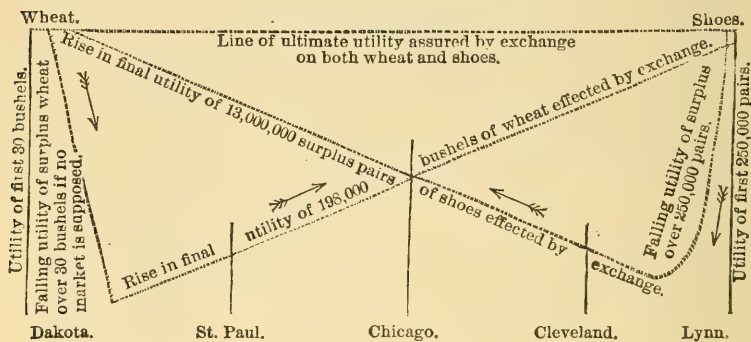 Wheat.
Shoes.
Line of ultimate utility assured by exchange
on both wheat and shoes.
Utility of first 30 bushels.
Falling utility of surplus wheat
over 30 bushels if no
market is supposed.
Rise in final utility of 13,000,000 surplus pairs
of shoes effected by
exchange.
Rise in final
utility of 198,000
bushels of wheat effected by exchange.
Falling utility of surplus
over 250,000 pairs.
Utility of first 250,000 pairs.
Dakota.
St. Paul.
Chicago.
Cleveland.
Lynn.